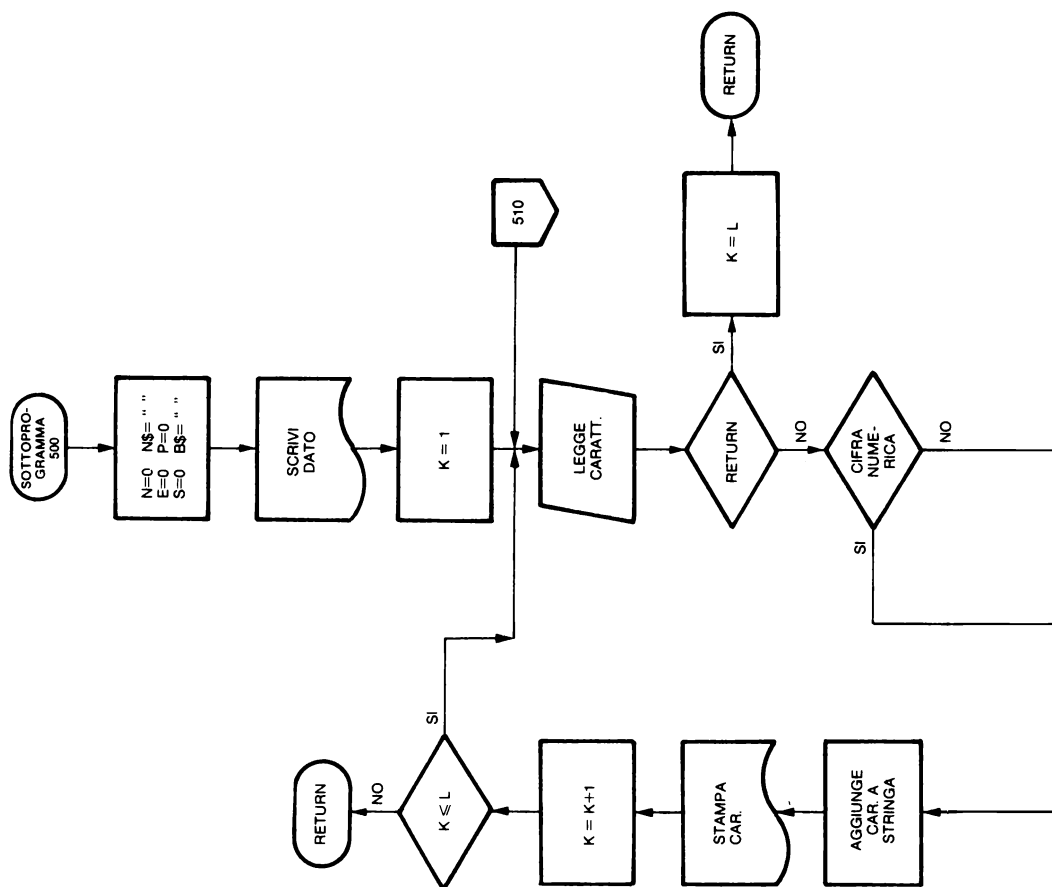 SOTTOPRO-
GRAMMA
500
N=0 N$=" "
E=0 P=0
S=0 B$=" "
SCRIVI
DATO
K = 1
510
LEGGE
CARATT.
RETURN
SI
K = L
RETURN
NO
CIFRA
NUME-
RICA
SI
NO
RETURN
NO
K ≤ L
SI
K = K+1
STAMPA
CAR.
AGGIUNGE
CAR. A
STRINGA